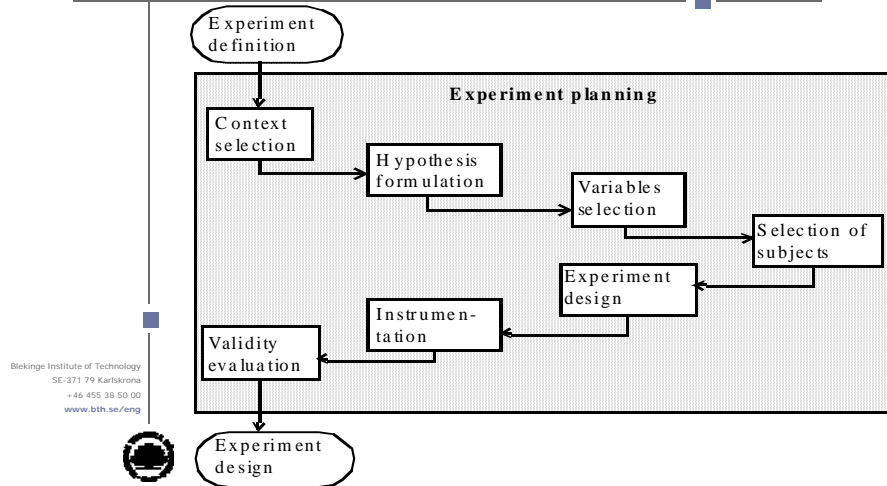 Experiment
definition
Experiment planning
Context
selection
Hypothesis
formulation
Variables
selection
Selection of
subjects
Experiment
design
Instrumen-
tation
Validity
evaluation
Experiment
design
Blekinge Institute of Technology
SE-371 79 Karlskrona
+46 455 38 50 00
www.bth.se/eng